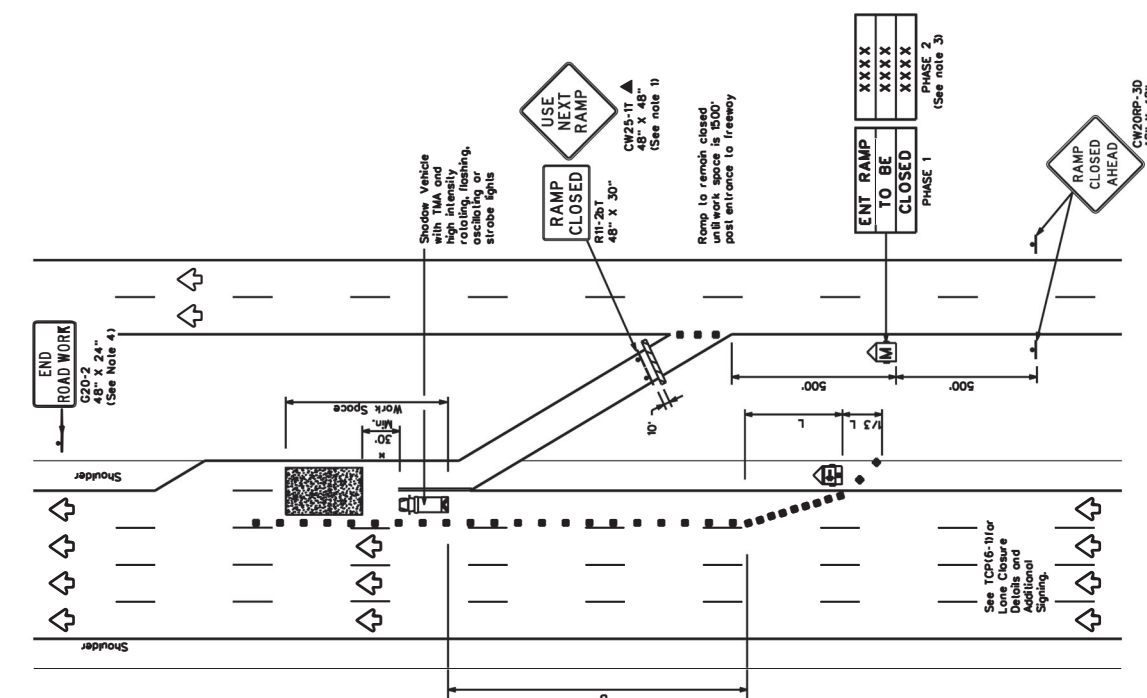 END
ROAD WORK
G20-2
48" X 24"
(See Note 4)
Shoulder
Work Space
30'
Min.
x
Shadow Vehicle
with TMA and
high intensity
rotating, flashing,
oscillating or
strobe lights
USE
NEXT
RAMP
CW25-1T
48" X 48"
(See note 1)
RAMP
CLOSED
R11-2bT
48" X 30"
Ramp to remain closed
until work space is 1500'
past entrance to freeway
10'
ENT RAMP
TO BE
CLOSED
PHASE 1
XXXX
XXXX
XXXX
PHASE 2
(See note 3)
M
500'
500'
L
1/3 L
RAMP
CLOSED
AHEAD
CW20RP-3D
See TCP(6-1)for
Lane Closure
Details and
Additional
Signing.
Shoulder